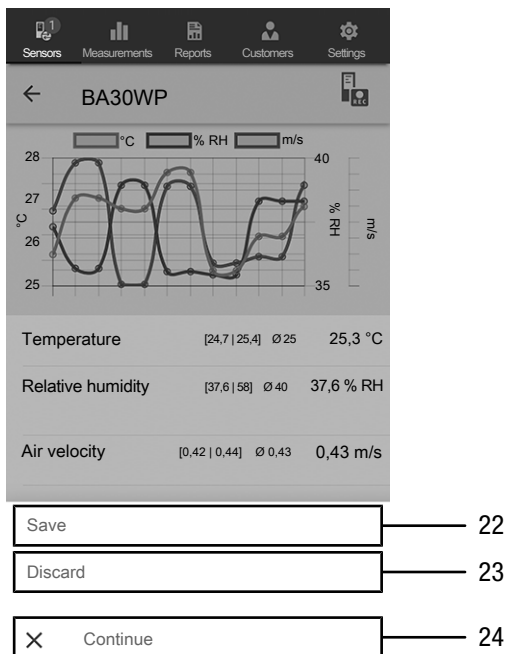 1
Sensors Measurements Reports Customers Settings
BA30WP
REC
°C % RH m/s
28 40
27
°C % RH m/s
26
25 35
Temperature [24,7 | 25,4] Ø 25 25,3 °C
Relative humidity [37,6 | 58] Ø 40 37,6 % RH
Air velocity [0,42 | 0,44] Ø 0,43 0,43 m/s
Save 22
Discard 23
Continue 24